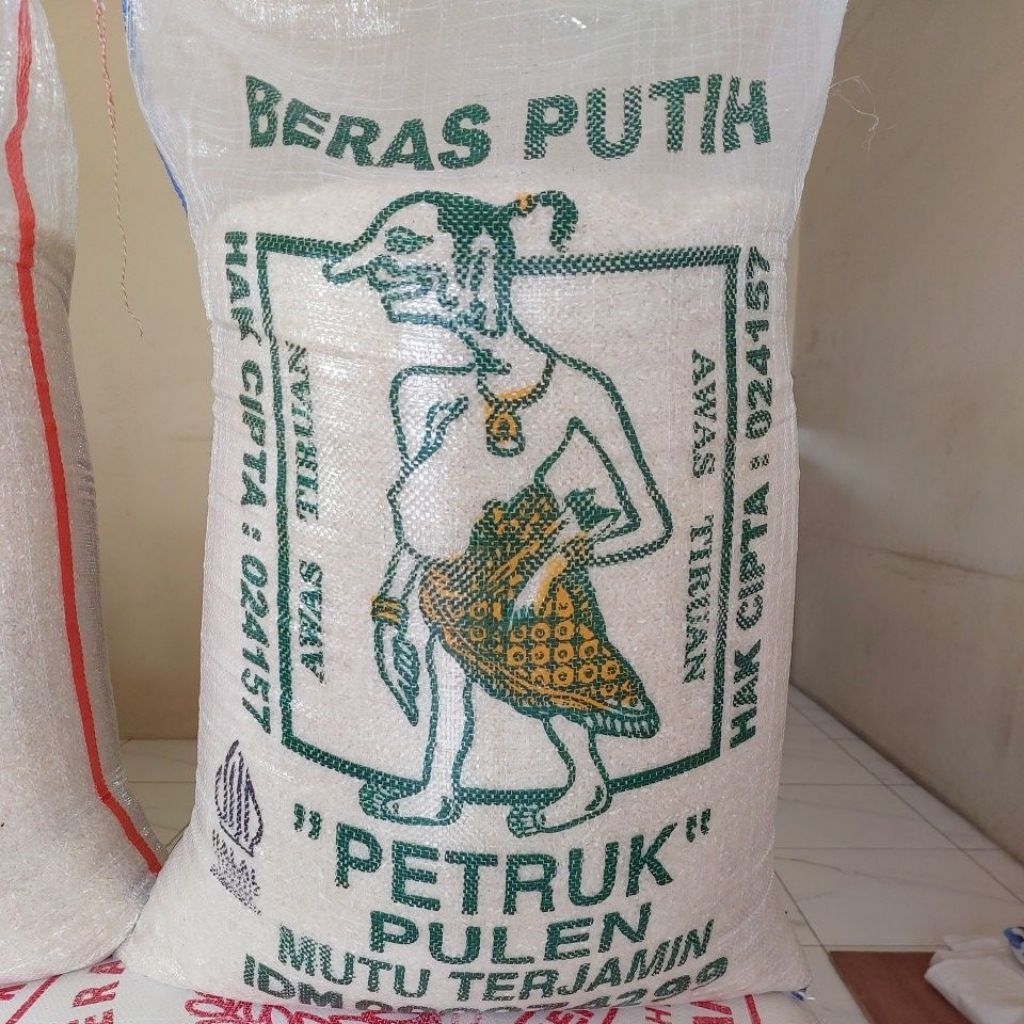 BERAS PUTIH
HAK CIPTA : 024157
AWAS TIRUAN
AWAS TIRUAN
HAK CIPTA : 024157
"PETRUK"
PULEN
MUTU TERJAMIN